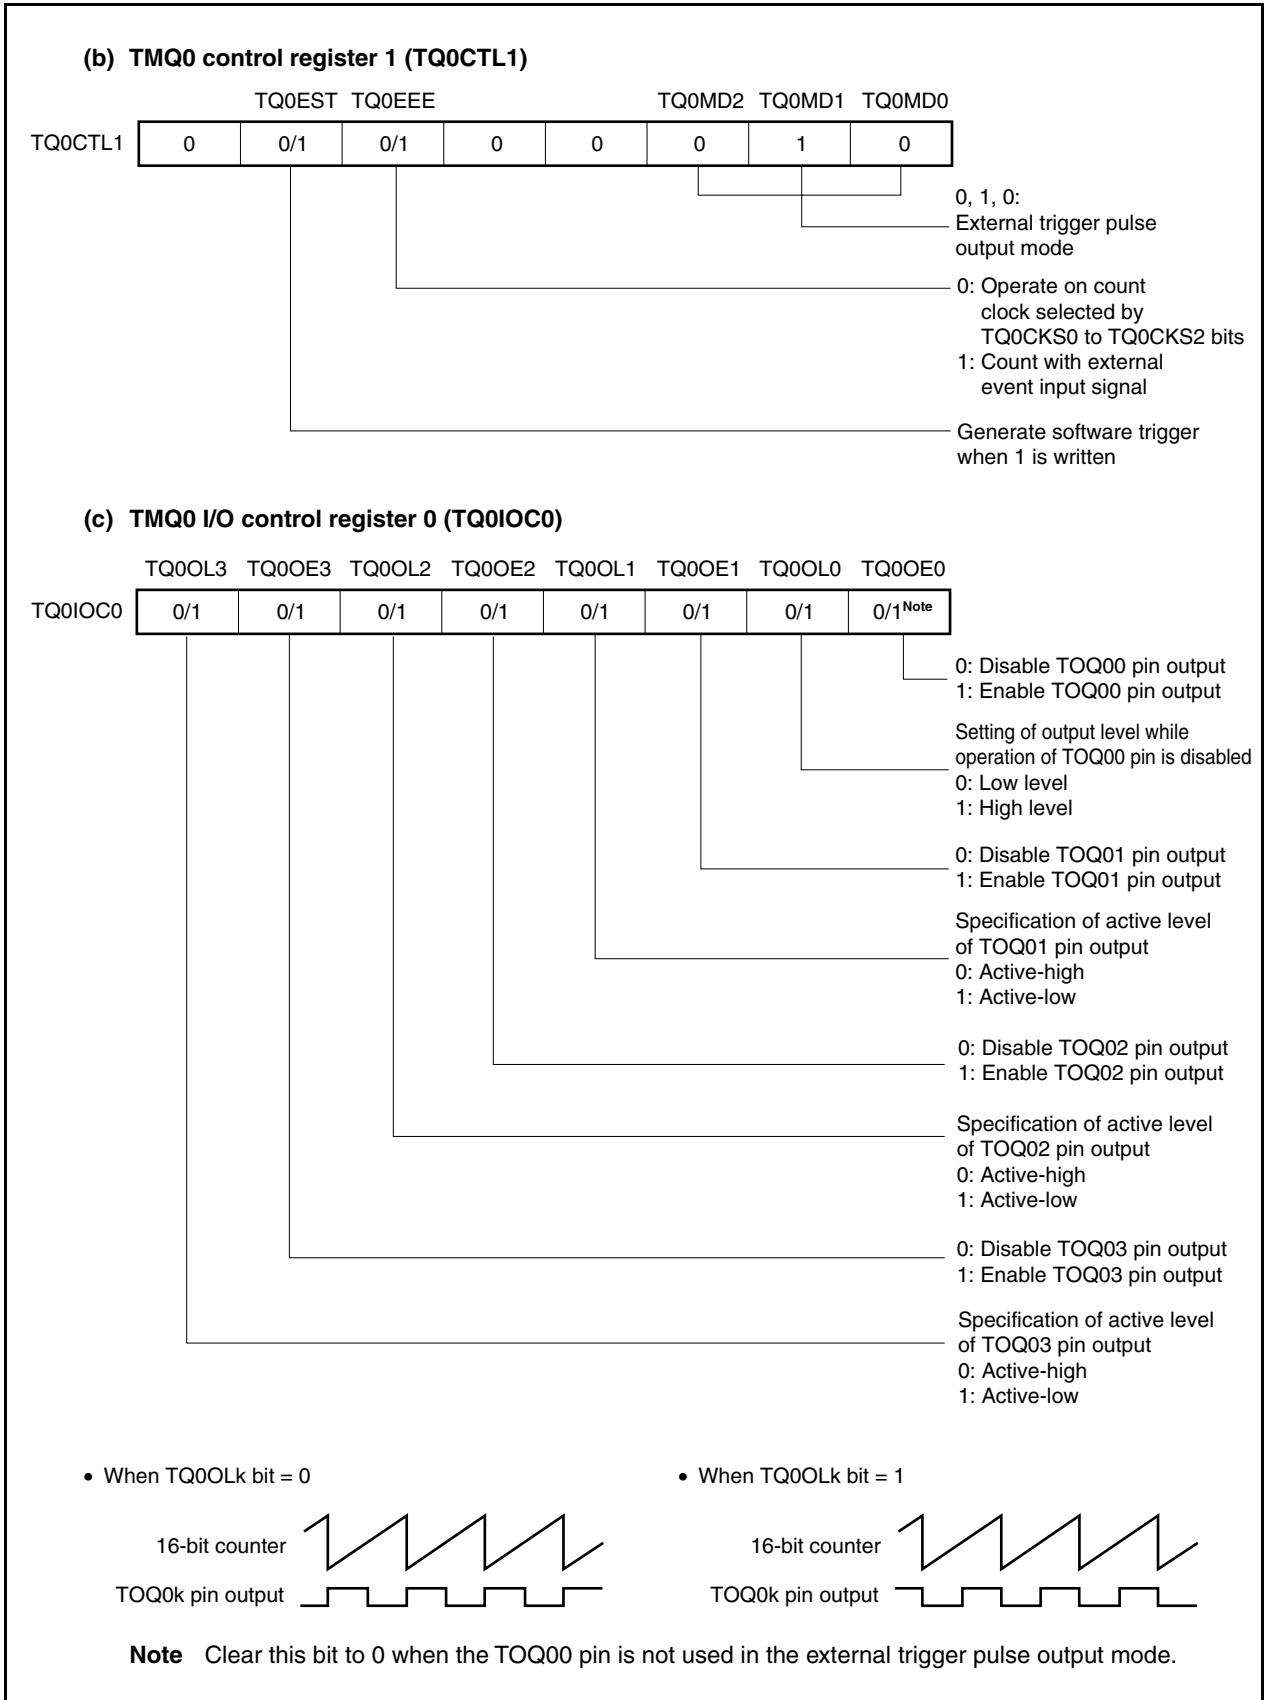 (b) TMQ0 control register 1 (TQ0CTL1)
TQ0EST TQ0EEE TQ0MD2 TQ0MD1 TQ0MD0
TQ0CTL1 0 0/1 0/1 0 0 0 1 0
0, 1, 0:
External trigger pulse
output mode
0: Operate on count
clock selected by
TQ0CKS0 to TQ0CKS2 bits
1: Count with external
event input signal
Generate software trigger
when 1 is written
(c) TMQ0 I/O control register 0 (TQ0IOC0)
TQ0OL3 TQ0OE3 TQ0OL2 TQ0OE2 TQ0OL1 TQ0OE1 TQ0OL0 TQ0OE0
TQ0IOC0 0/1 0/1 0/1 0/1 0/1 0/1 0/1 0/1Note
0: Disable TOQ00 pin output
1: Enable TOQ00 pin output
Setting of output level while
operation of TOQ00 pin is disabled
0: Low level
1: High level
0: Disable TOQ01 pin output
1: Enable TOQ01 pin output
Specification of active level
of TOQ01 pin output
0: Active-high
1: Active-low
0: Disable TOQ02 pin output
1: Enable TOQ02 pin output
Specification of active level
of TOQ02 pin output
0: Active-high
1: Active-low
0: Disable TOQ03 pin output
1: Enable TOQ03 pin output
Specification of active level
of TOQ03 pin output
0: Active-high
1: Active-low
• When TQ0OLk bit = 0
16-bit counter
TOQ0k pin output
• When TQ0OLk bit = 1
16-bit counter
TOQ0k pin output
Note Clear this bit to 0 when the TOQ00 pin is not used in the external trigger pulse output mode.